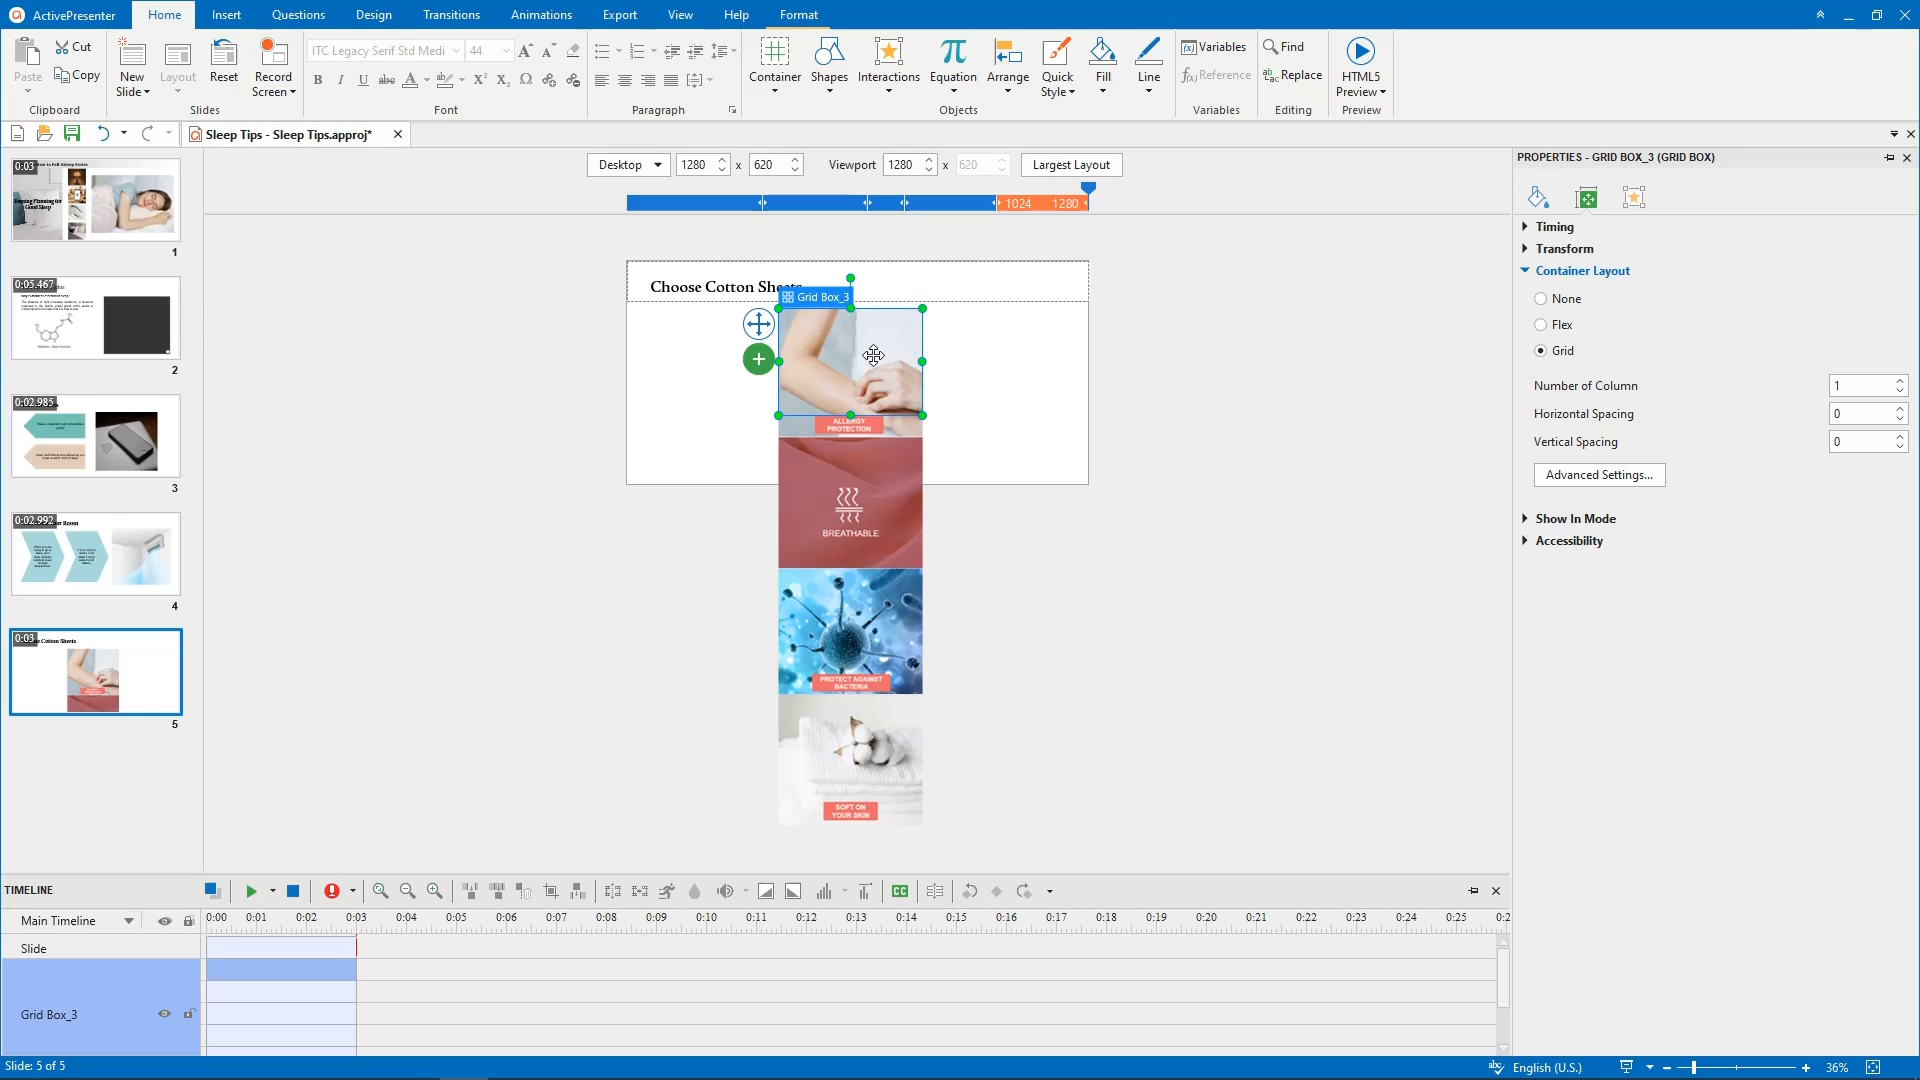 ActivePresenter
Home
Insert
Questions
Design
Transitions
Animations
Export
View
Help
Format
Paste
Cut
Copy
Clipboard
New
Slide
Layout
Reset
Record
Screen
Slides
ITC Legacy Serif Std Medi
44
Font
Paragraph
Container
Shapes
Interactions
Equation
Arrange
Quick
Style
Fill
Line
Objects
(x) Variables
f(x) Reference
Variables
Find
Replace
Editing
HTML5
Preview
Preview
Sleep Tips - Sleep Tips.approj*
Desktop
1280 x 620
Viewport 1280 x 620
Largest Layout
1024 1280
0:03
1
0:05.467
2
0:02.985
3
0:02.992
4
0:03
5
Choose Cotton Sheets
Grid Box_3
ALLERGY
PROTECTION
BREATHABLE
PROTECT AGAINST
BACTERIA
SOFT ON
YOUR SKIN
PROPERTIES - GRID BOX_3 (GRID BOX)
Timing
Transform
Container Layout
None
Flex
Grid
Number of Column 1
Horizontal Spacing 0
Vertical Spacing 0
Advanced Settings...
Show In Mode
Accessibility
TIMELINE
CC
Main Timeline
0:00 0:01 0:02 0:03 0:04 0:05 0:06 0:07 0:08 0:09 0:10 0:11 0:12 0:13 0:14 0:15 0:16 0:17 0:18 0:19 0:20 0:21 0:22 0:23 0:24 0:25 0:2
Slide
Grid Box_3
Slide: 5 of 5
English (U.S.)
36%